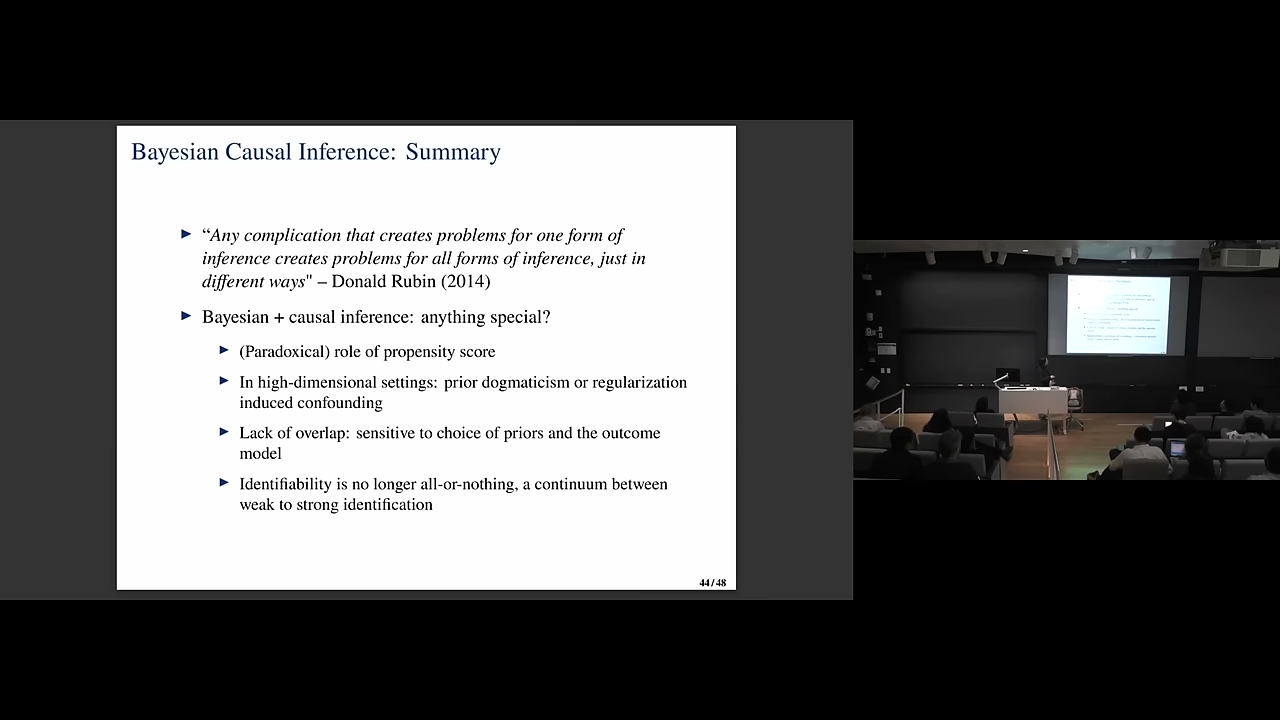 Bayesian Causal Inference: Summary
► “Any complication that creates problems for one form of
inference creates problems for all forms of inference, just in
different ways" – Donald Rubin (2014)
► Bayesian + causal inference: anything special?
► (Paradoxical) role of propensity score
► In high-dimensional settings: prior dogmaticism or regularization
induced confounding
► Lack of overlap: sensitive to choice of priors and the outcome
model
► Identifiability is no longer all-or-nothing, a continuum between
weak to strong identification
44/48